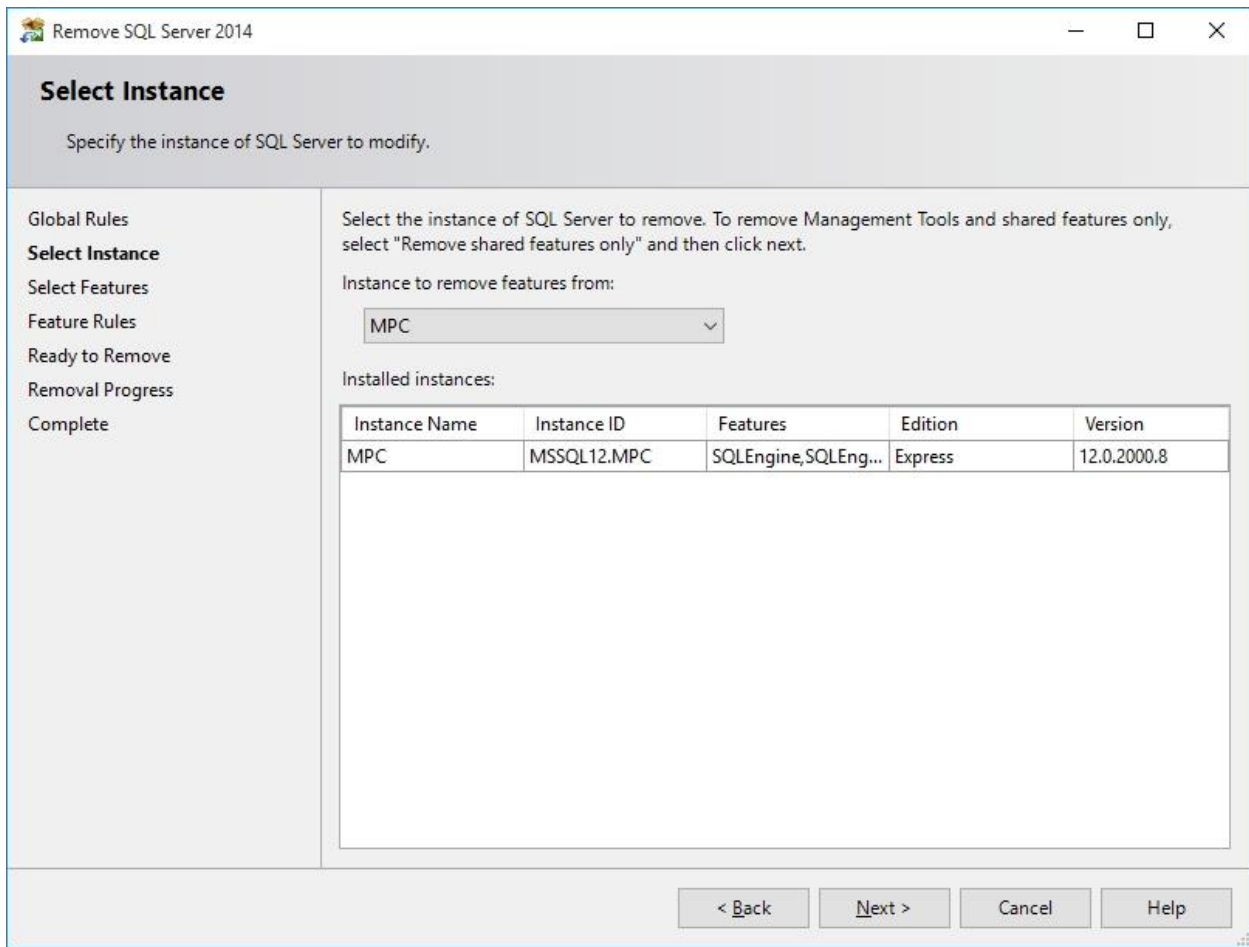 Remove SQL Server 2014
Select Instance
Specify the instance of SQL Server to modify.
Global Rules
Select Instance
Select Features
Feature Rules
Ready to Remove
Removal Progress
Complete
Select the instance of SQL Server to remove. To remove Management Tools and shared features only,
select "Remove shared features only" and then click next.
Instance to remove features from:
MPC
Installed instances:
Instance Name Instance ID Features Edition Version
MPC MSSQL12.MPC SQLEngine,SQLEng... Express 12.0.2000.8
< Back Next > Cancel Help